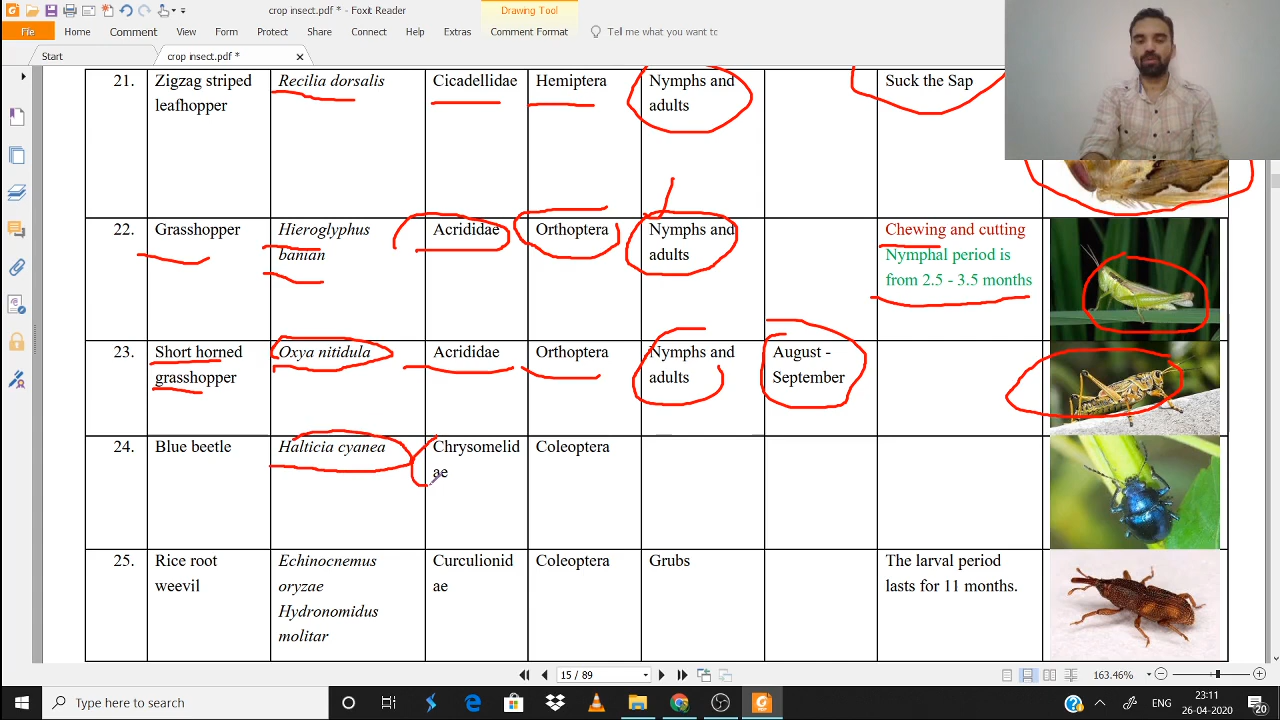 crop insect.pdf * - Foxit Reader
Drawing Tool
File Home Comment View Form Protect Share Connect Help Extras Comment Format Tell me what you want to
Start crop insect.pdf *
21. Zigzag striped Recilia dorsalis Cicadellidae Hemiptera Nymphs and Suck the Sap
leafhopper adults
22. Grasshopper Hieroglyphus Acrididae Orthoptera Nymphs and Chewing and cutting
banian adults Nymphal period is
from 2.5 - 3.5 months
23. Short horned Oxya nitidula Acrididae Orthoptera Nymphs and August -
grasshopper adults September
24. Blue beetle Halticia cyanea Chrysomelid Coleoptera
ae
25. Rice root Echinocnemus Curculionid Coleoptera Grubs The larval period
weevil oryzae ae lasts for 11 months.
Hydronomidus
molitar
15 / 89 163.46%
Type here to search ENG 23:11
26-04-2020 20